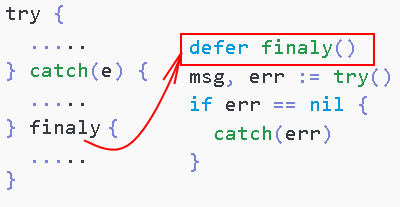 try {
.....
} catch(e) {
.....
} finaly {
.....
}
defer finaly()
msg, err := try()
if err == nil {
catch(err)
}